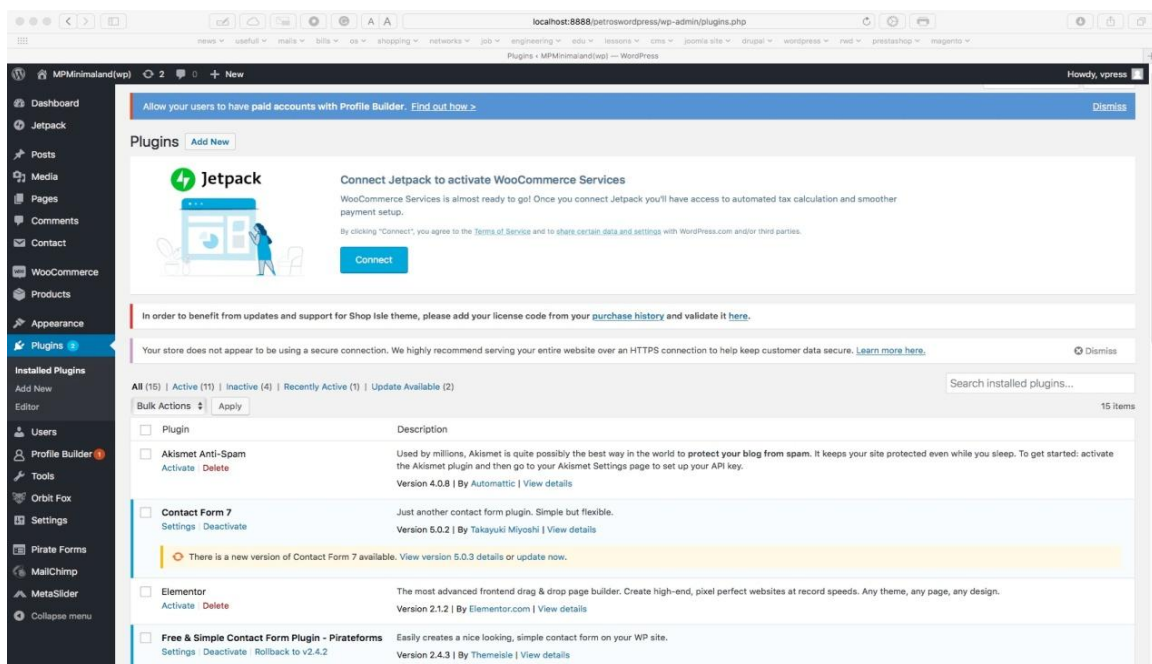 A A
localhost:8888/petroswordpress/wp-admin/plugins.php
news usefull mails bills os shopping networks job engineering edu lessons cms joomla site drupal wordpress rwd prestashop magento
Plugins ‹ MPMinimaland(wp) — WordPress
MPMinimaland(wp) 2 0 + New
Howdy, vpress
Dashboard
Jetpack
Posts
Media
Pages
Comments
Contact
WooCommerce
Products
Appearance
Plugins 2
Installed Plugins
Add New
Editor
Users
Profile Builder 1
Tools
Orbit Fox
Settings
Pirate Forms
MailChimp
MetaSlider
Collapse menu
Allow your users to have paid accounts with Profile Builder. Find out how >
Dismiss
Plugins Add New
Jetpack
Connect Jetpack to activate WooCommerce Services
WooCommerce Services is almost ready to go! Once you connect Jetpack you'll have access to automated tax calculation and smoother
payment setup.
By clicking "Connect", you agree to the Terms of Service and to share certain data and settings with WordPress.com and/or third parties.
Connect
In order to benefit from updates and support for Shop Isle theme, please add your license code from your purchase history and validate it here.
Your store does not appear to be using a secure connection. We highly recommend serving your entire website over an HTTPS connection to help keep customer data secure. Learn more here.
Dismiss
All (15) | Active (11) | Inactive (4) | Recently Active (1) | Update Available (2)
Search installed plugins...
Bulk Actions Apply
15 items
Plugin Description
Akismet Anti-Spam
Activate | Delete
Used by millions, Akismet is quite possibly the best way in the world to protect your blog from spam. It keeps your site protected even while you sleep. To get started: activate
the Akismet plugin and then go to your Akismet Settings page to set up your API key.
Version 4.0.8 | By Automattic | View details
Contact Form 7
Settings | Deactivate
Just another contact form plugin. Simple but flexible.
Version 5.0.2 | By Takayuki Miyoshi | View details
There is a new version of Contact Form 7 available. View version 5.0.3 details or update now.
Elementor
Activate | Delete
The most advanced frontend drag & drop page builder. Create high-end, pixel perfect websites at record speeds. Any theme, any page, any design.
Version 2.1.2 | By Elementor.com | View details
Free & Simple Contact Form Plugin - Pirateforms
Settings | Deactivate | Rollback to v2.4.2
Easily creates a nice looking, simple contact form on your WP site.
Version 2.4.3 | By Themeisle | View details